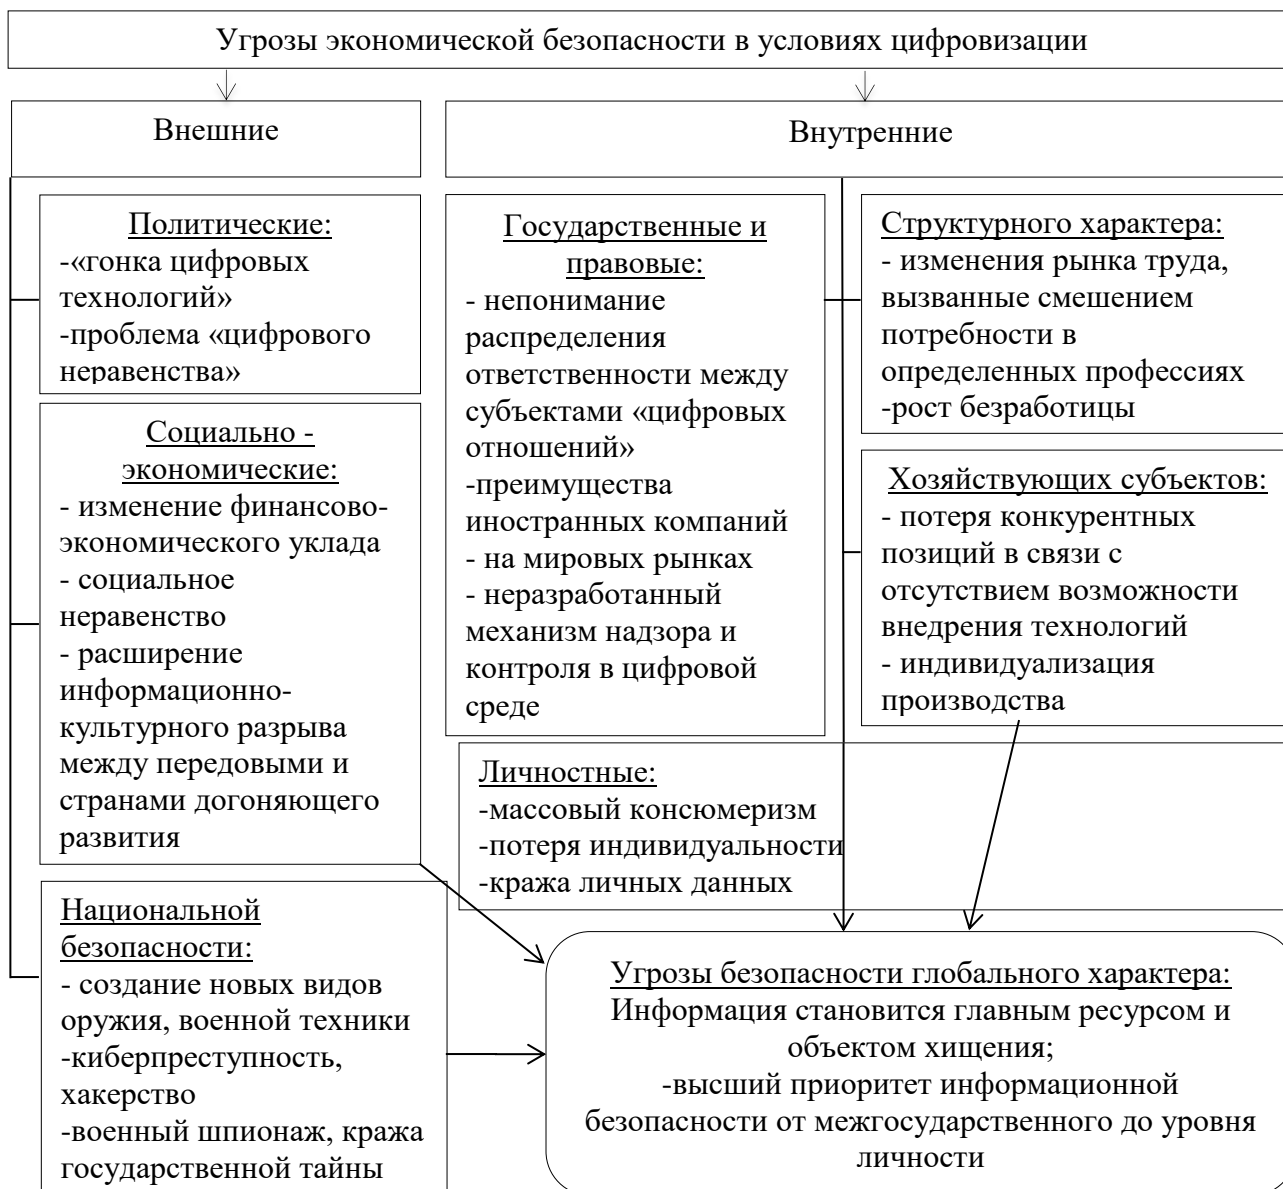 Угрозы экономической безопасности в условиях цифровизации
Внешние
Внутренние
Политические:
-«гонка цифровых
технологий»
-проблема «цифрового
неравенства»
Социально -
экономические:
- изменение финансово-
экономического уклада
- социальное
неравенство
- расширение
информационно-
культурного разрыва
между передовыми и
странами догоняющего
развития
Национальной
безопасности:
- создание новых видов
оружия, военной техники
-киберпреступность,
хакерство
-военный шпионаж, кража
государственной тайны
Государственные и
правовые:
- непонимание
распределения
ответственности между
субъектами «цифровых
отношений»
-преимущества
иностранных компаний
- на мировых рынках
- неразработанный
механизм надзора и
контроля в цифровой
среде
Структурного характера:
- изменения рынка труда,
вызванные смешением
потребности в
определенных профессиях
-рост безработицы
Хозяйствующих субъектов:
- потеря конкурентных
позиций в связи с
отсутствием возможности
внедрения технологий
- индивидуализация
производства
Личностные:
-массовый консюмеризм
-потеря индивидуальности
-кража личных данных
Угрозы безопасности глобального характера:
Информация становится главным ресурсом и
объектом хищения;
-высший приоритет информационной
безопасности от межгосударственного до уровня
личности